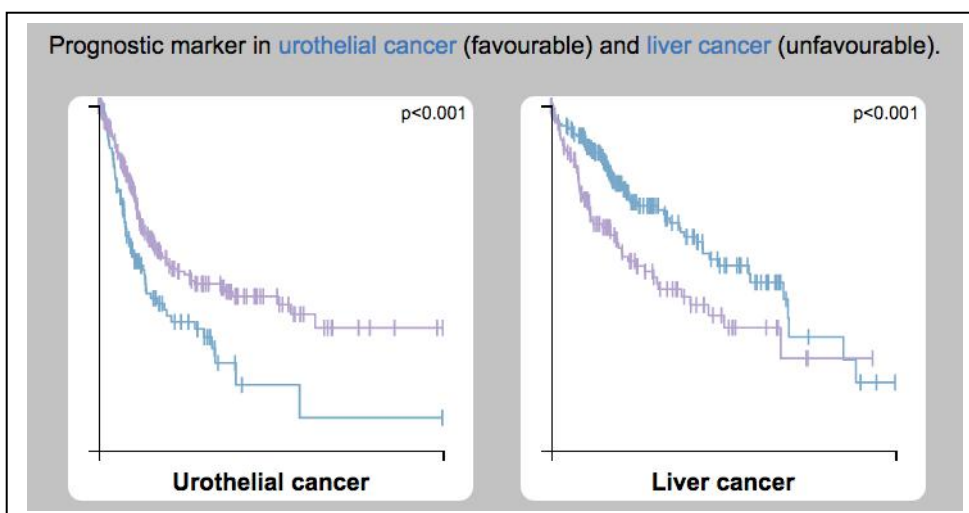 Prognostic marker in urothelial cancer (favourable) and liver cancer (unfavourable).
p<0.001
p<0.001
Urothelial cancer
Liver cancer